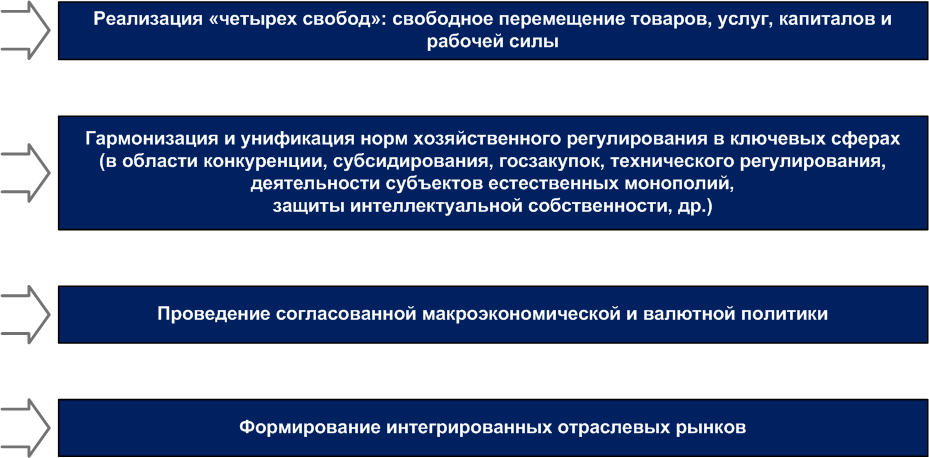 Реализация «четырех свобод»: свободное перемещение товаров, услуг, капиталов и
рабочей силы
Гармонизация и унификация норм хозяйственного регулирования в ключевых сферах
(в области конкуренции, субсидирования, госзакупок, технического регулирования,
деятельности субъектов естественных монополий,
защиты интеллектуальной собственности, др.)
Проведение согласованной макроэкономической и валютной политики
Формирование интегрированных отраслевых рынков